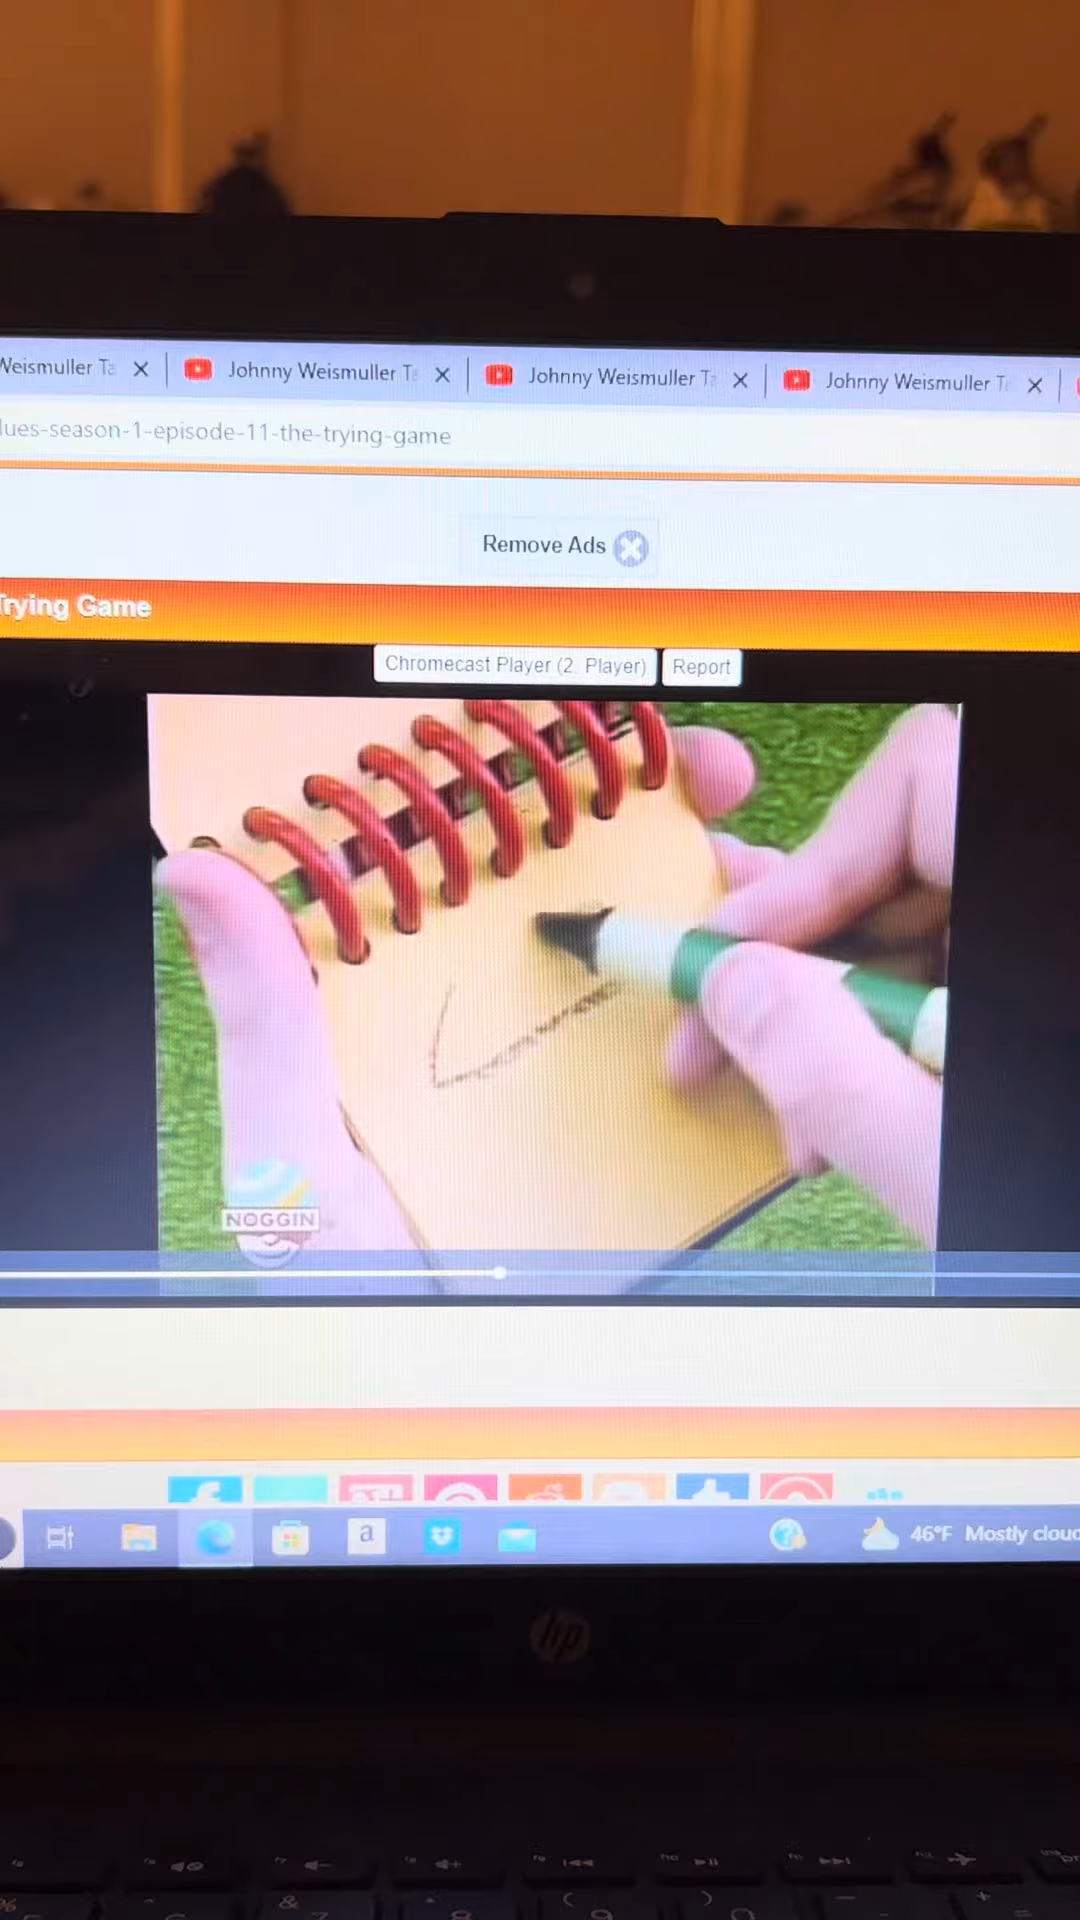 Weismuller Ta
Johnny Weismuller Ta
Johnny Weismuller Ta
Johnny Weismuller Ta
lues-season-1-episode-11-the-trying-game
Remove Ads
Trying Game
Chromecast Player (2. Player)
Report
NOGGIN
a
46°F Mostly cloud
hp